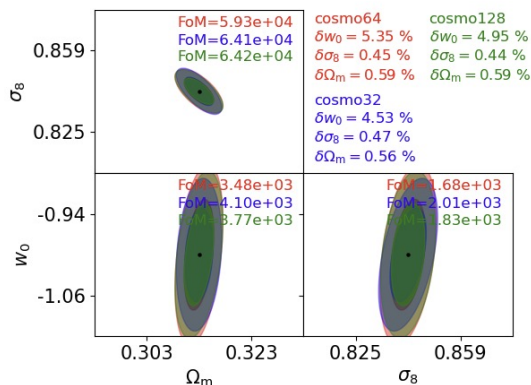 FoM=5.93e+04
FoM=6.41e+04
FoM=6.42e+04
cosmo64
δw₀ = 5.35 %
δσ₈ = 0.45 %
δΩₘ = 0.59 %
cosmo128
δw₀ = 4.95 %
δσ₈ = 0.44 %
δΩₘ = 0.59 %
cosmo32
δw₀ = 4.53 %
δσ₈ = 0.47 %
δΩₘ = 0.56 %
0.859
σ₈
0.825
FoM=3.48e+03
FoM=4.10e+03
FoM=3.77e+03
FoM=1.68e+03
FoM=2.01e+03
FoM=1.83e+03
-0.94
w₀
-1.06
0.303
0.323
0.825
0.859
Ωₘ
σ₈